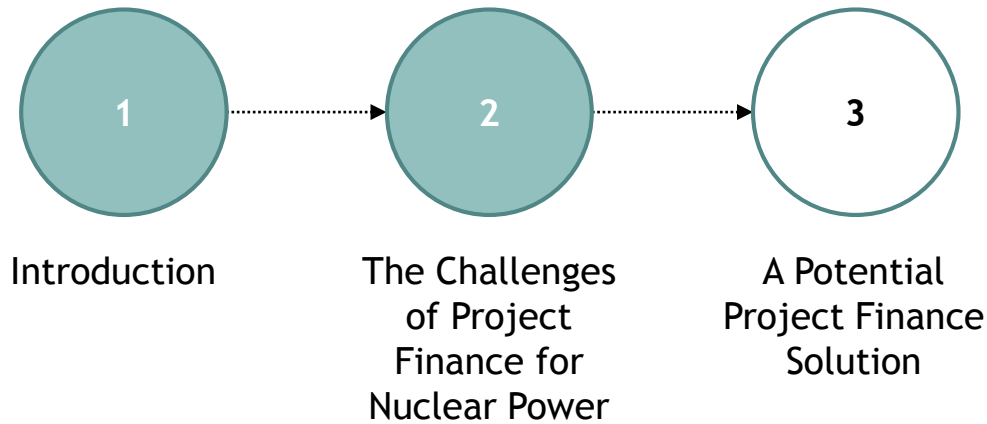 1
2
3
Introduction
The Challenges
of Project
Finance for
Nuclear Power
A Potential
Project Finance
Solution